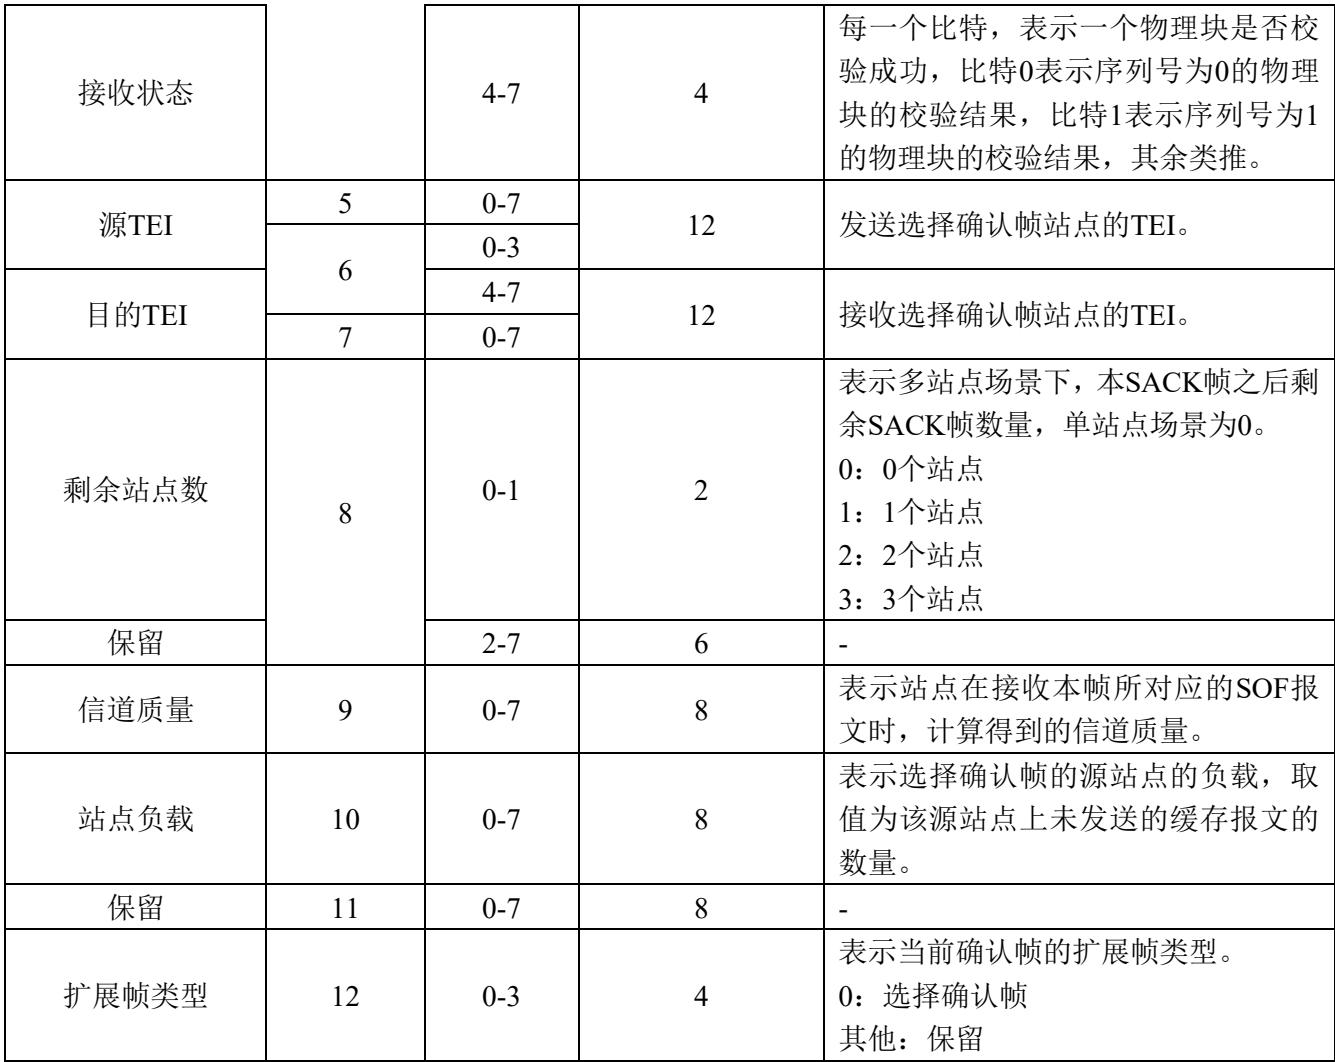 接收状态 4-7 4 每一个比特，表示一个物理块是否校
验成功，比特0表示序列号为0的物理
块的校验结果，比特1表示序列号为1
的物理块的校验结果，其余类推。
源TEI 5 0-7 12 发送选择确认帧站点的TEI。
6 0-3
目的TEI 4-7 12 接收选择确认帧站点的TEI。
7 0-7
剩余站点数 8 0-1 2 表示多站点场景下，本SACK帧之后剩
余SACK帧数量，单站点场景为0。
0：0个站点
1：1个站点
2：2个站点
3：3个站点
保留 2-7 6 -
信道质量 9 0-7 8 表示站点在接收本帧所对应的SOF报
文时，计算得到的信道质量。
站点负载 10 0-7 8 表示选择确认帧的源站点的负载，取
值为该源站点上未发送的缓存报文的
数量。
保留 11 0-7 8 -
扩展帧类型 12 0-3 4 表示当前确认帧的扩展帧类型。
0：选择确认帧
其他：保留